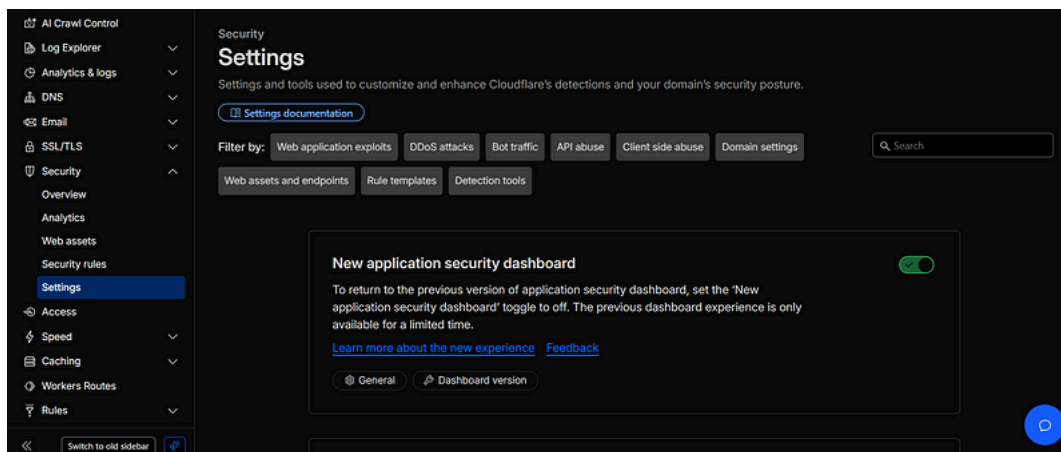 AI Crawl Control
Log Explorer
Analytics & logs
DNS
Email
SSL/TLS
Security
Overview
Analytics
Web assets
Security rules
Settings
Access
Speed
Caching
Workers Routes
Rules
Switch to old sidebar
Security
Settings
Settings and tools used to customize and enhance Cloudflare's detections and your domain's security posture.
Settings documentation
Filter by: Web application exploits DDoS attacks Bot traffic API abuse Client side abuse Domain settings
Search
Web assets and endpoints Rule templates Detection tools
New application security dashboard
To return to the previous version of application security dashboard, set the 'New
application security dashboard' toggle to off. The previous dashboard experience is only
available for a limited time.
Learn more about the new experience Feedback
General Dashboard version